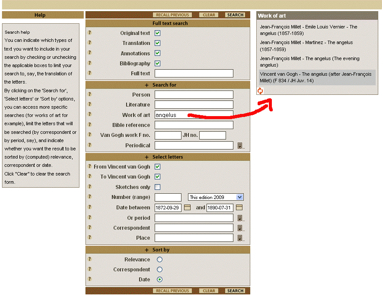 Help
Search help
You can indicate which types of
text you want to include in your
search by checking or unchecking
the applicable boxes to limit your
search to, say, the translation of
the letters.
By clicking on the 'Search for',
'Select letters' or 'Sort by' options,
you can access more specific
searches (for works of art for
example), limit the letters that will
be searched (by correspondent or
by period, say), and indicate
whether you want the result to be
sorted by (computed) relevance,
correspondent or date.
Click "Clear" to clear the search
form.
RECALL PREVIOUS CLEAR SEARCH
Full text search
? Original text
? Translation
? Annotations
? Bibliography
? Full text
+ Search for
? Person
? Literature
? Work of art angelus
? Bible reference
? Van Gogh work F no. JH no.
? Periodical
+ Select letters
? From Vincent van Gogh
? To Vincent van Gogh
? Sketches only
? Number (range) This edition 2009
? Date between 1872-09-29 1890-07-31
? Or period
? Correspondent
? Place
+ Sort by
? Relevance
? Correspondent
? Date
RECALL PREVIOUS CLEAR SEARCH
Work of art
Jean-François Millet - Emile Louis Vernier - The
angelus (1857-1859)
Jean-François Millet - Martinez - The angelus
(1857-1859)
Jean-François Millet - The angelus (The evening
angelus)
Vincent van Gogh - The angelus (after Jean-François
Millet) (F 834 / JH Juv. 14)